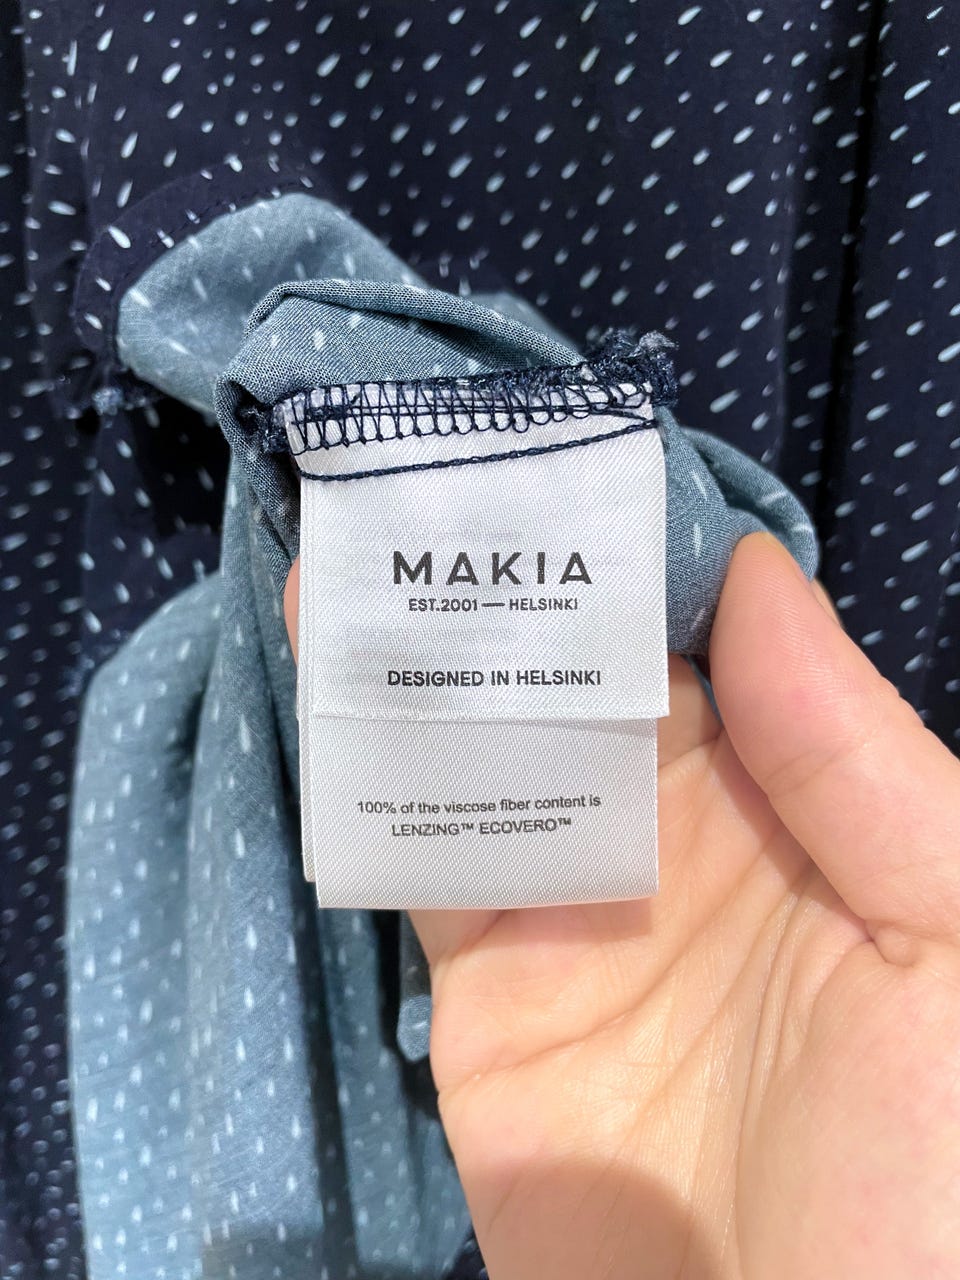 MAKIA
EST.2001 — HELSINKI
DESIGNED IN HELSINKI
100% of the viscose fiber content is
LENZING™ ECOVERO™